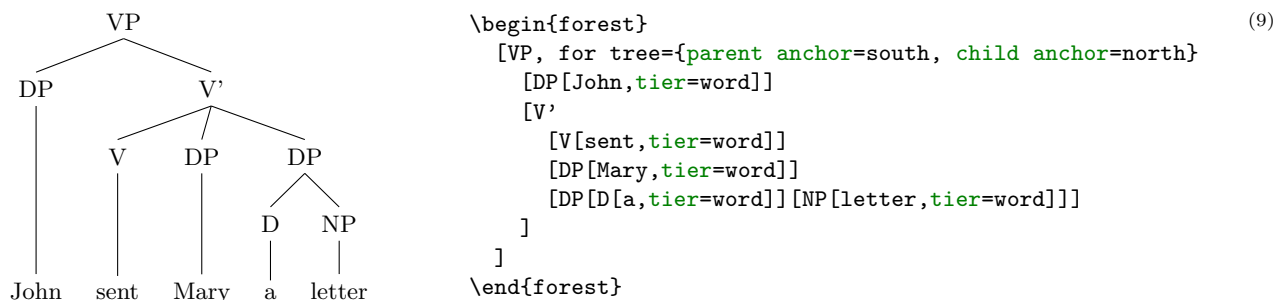 VP
DP V'
V DP DP
D NP
John sent Mary a letter
\begin{forest}
[VP, for tree={parent anchor=south, child anchor=north}
[DP[John,tier=word]]
[V'
[V[sent,tier=word]]
[DP[Mary,tier=word]]
[DP[D[a,tier=word]][NP[letter,tier=word]]]
]
]
\end{forest}
(9)